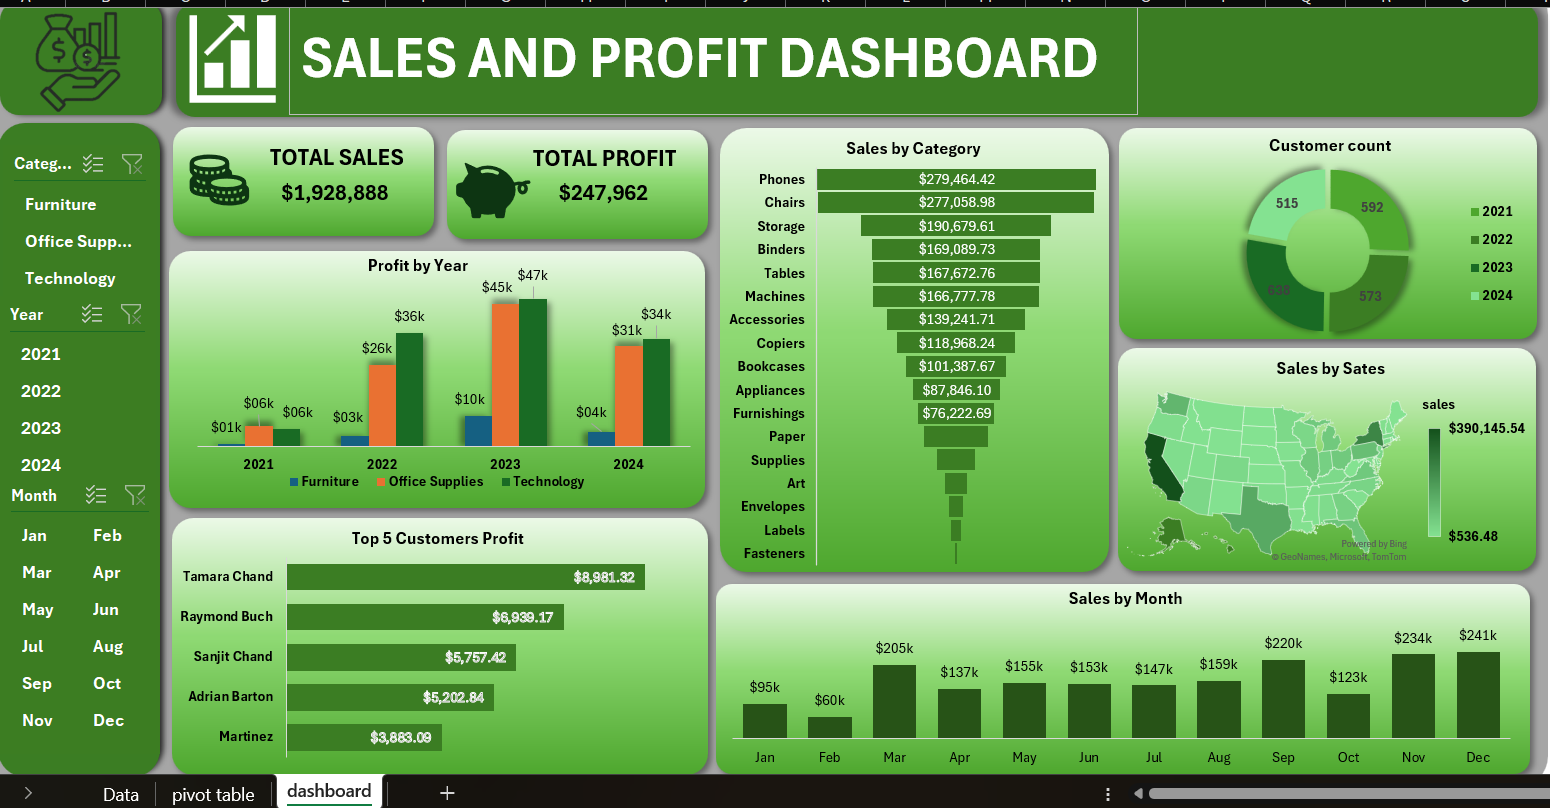 SALES AND PROFIT DASHBOARD
Categ...
Furniture
Office Supp...
Technology
Year
2021
2022
2023
2024
Month
Jan Feb
Mar Apr
May Jun
Jul Aug
Sep Oct
Nov Dec
TOTAL SALES
$1,928,888
TOTAL PROFIT
$247,962
Profit by Year
$01k $06k $06k
$03k $26k $36k
$10k $45k $47k
$04k $31k $34k
2021 2022 2023 2024
Furniture Office Supplies Technology
Top 5 Customers Profit
Tamara Chand $8,981.32
Raymond Buch $6,939.17
Sanjit Chand $5,757.42
Adrian Barton $5,202.84
Martinez $3,883.09
Sales by Category
Phones $279,464.42
Chairs $277,058.98
Storage $190,679.61
Binders $169,089.73
Tables $167,672.76
Machines $166,777.78
Accessories $139,241.71
Copiers $118,968.24
Bookcases $101,387.67
Appliances $87,846.10
Furnishings $76,222.69
Paper
Supplies
Art
Envelopes
Labels
Fasteners
Customer count
515 592
573
2021
2022
2023
2024
Sales by Sates
sales
$390,145.54
$536.48
Powered by Bing
© GeoNames, Microsoft, TomTom
Sales by Month
$95k $60k $205k $137k $155k $153k $147k $159k $220k $123k $234k $241k
Jan Feb Mar Apr May Jun Jul Aug Sep Oct Nov Dec
Data pivot table dashboard